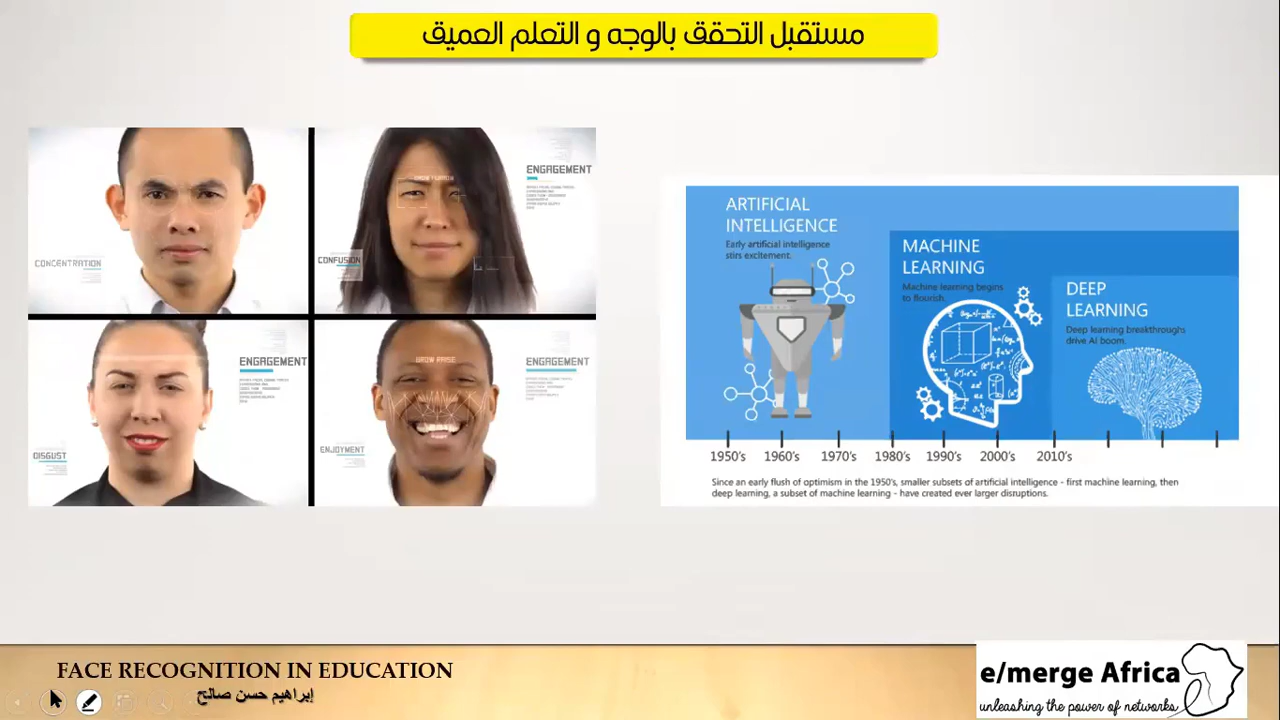 مستقبل التحقق بالوجه و التعلم العميق
CONCENTRATION
BROW FURROW
ENGAGEMENT
CONFUSION
ENGAGEMENT
DISGUST
BROW RAISE
ENGAGEMENT
ENJOYMENT
ARTIFICIAL
INTELLIGENCE
Early artificial intelligence
stirs excitement.
MACHINE
LEARNING
Machine learning begins
to flourish.
DEEP
LEARNING
Deep learning breakthroughs
drive AI boom.
1950's 1960's 1970's 1980's 1990's 2000's 2010's
Since an early flush of optimism in the 1950's, smaller subsets of artificial intelligence - first machine learning, then
deep learning, a subset of machine learning - have created ever larger disruptions.
FACE RECOGNITION IN EDUCATION
إبراهيم حسن صالح
e/merge Africa
unleashing the power of networks